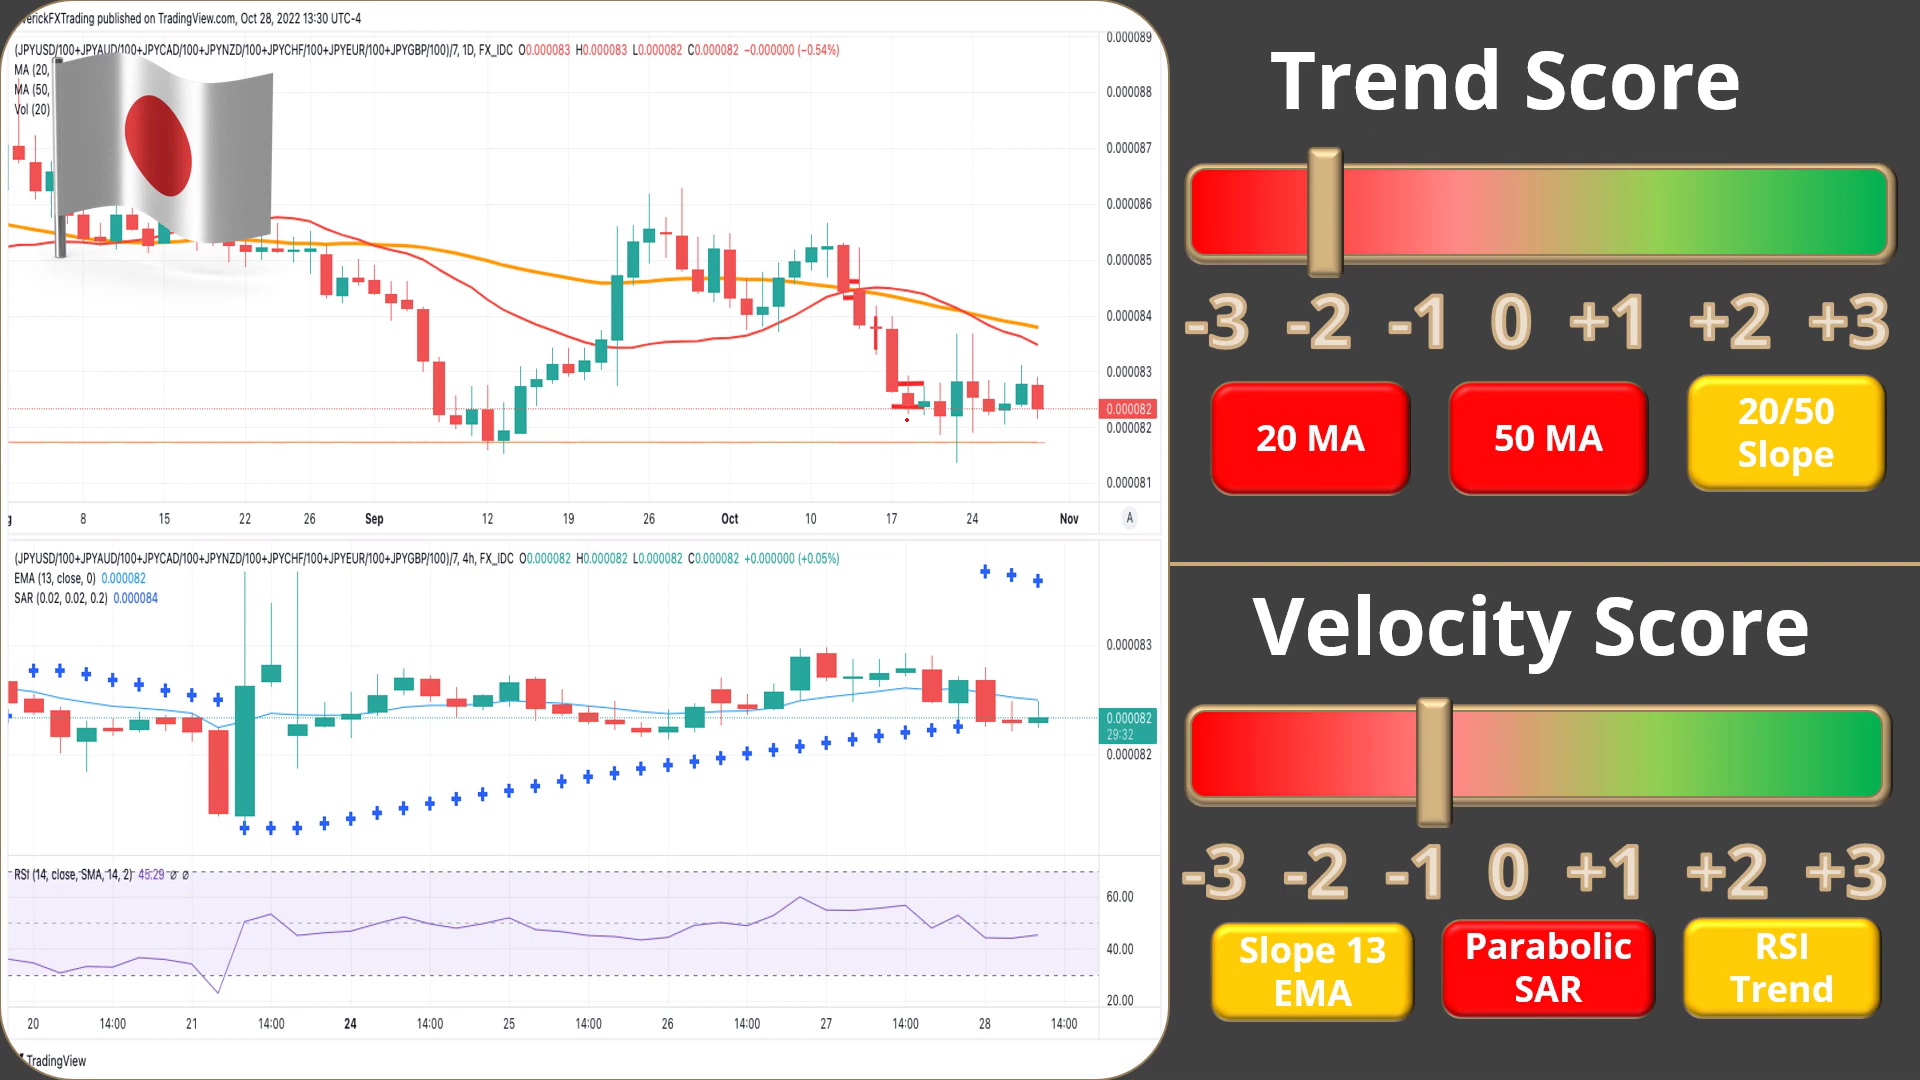 verickFXTrading published on TradingView.com, Oct 28, 2022 13:30 UTC-4
(JPYUSD/100+JPYAUD/100+JPYCAD/100+JPYNZD/100+JPYCHF/100+JPYEUR/100+JPYGBP/100)/7, 1D, FX_IDC O0.000083 H0.000083 L0.000082 C0.000082 −0.000000 (−0.54%)
MA (20,
MA (50,
Vol (20)
0.000089
0.000088
0.000087
0.000086
0.000085
0.000084
0.000083
0.000082
0.000082
0.000081
g 8 15 22 26 Sep 12 19 26 Oct 10 17 24 Nov A
(JPYUSD/100+JPYAUD/100+JPYCAD/100+JPYNZD/100+JPYCHF/100+JPYEUR/100+JPYGBP/100)/7, 4h, FX_IDC O0.000082 H0.000082 L0.000082 C0.000082 +0.000000 (+0.05%)
EMA (13, close, 0) 0.000082
SAR (0.02, 0.02, 0.2) 0.000084
0.000083
0.000082
29:32
0.000082
RSI (14, close, SMA, 14, 2) 45.29 ø ø
60.00
40.00
20.00
20 14:00 21 14:00 24 14:00 25 14:00 26 14:00 27 14:00 28 14:00
TradingView
Trend Score
-3 -2 -1 0 +1 +2 +3
20 MA
50 MA
20/50
Slope
Velocity Score
-3 -2 -1 0 +1 +2 +3
Slope 13
EMA
Parabolic
SAR
RSI
Trend